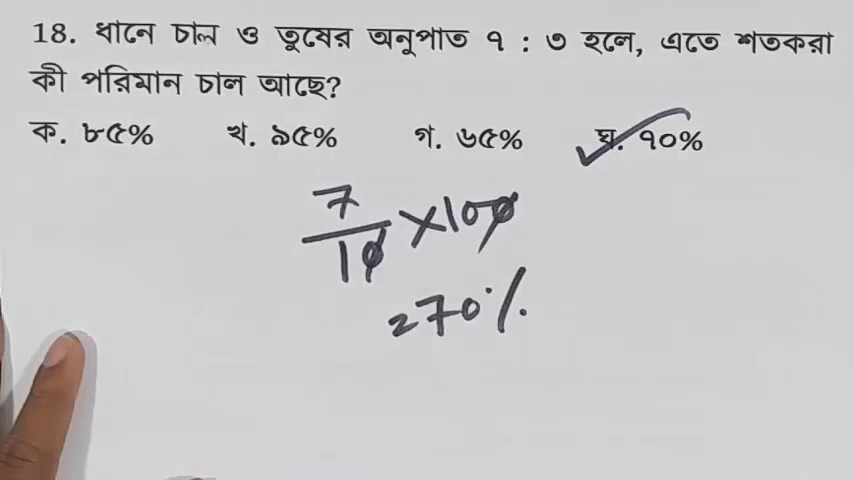 18. ধানে চাল ও তুষের অনুপাত ৭ : ৩ হলে, এতে শতকরা
কী পরিমান চাল আছে?
ক. ৮৫% খ. ৯৫% গ. ৬৫% ঘ. ৭০%
7
10 ×100
=70%